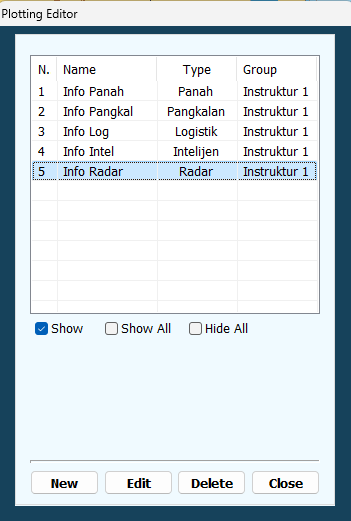 Plotting Editor
N. Name Type Group
1 Info Panah Panah Instruktur 1
2 Info Pangkal Pangkalan Instruktur 1
3 Info Log Logistik Instruktur 1
4 Info Intel Intelijen Instruktur 1
5 Info Radar Radar Instruktur 1
Show Show All Hide All
New Edit Delete Close